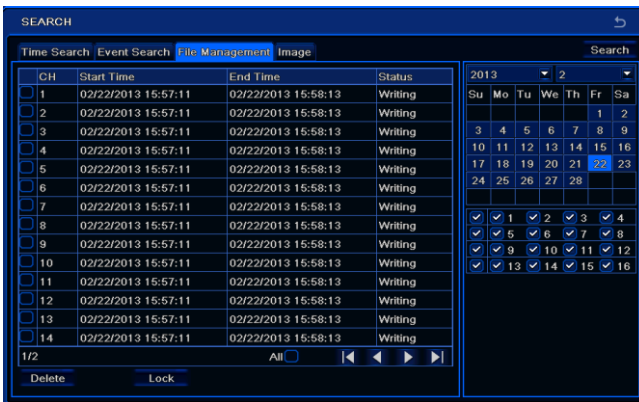 SEARCH
Time Search Event Search File Management Image Search
CH Start Time End Time Status
1 02/22/2013 15:57:11 02/22/2013 15:58:13 Writing
2 02/22/2013 15:57:11 02/22/2013 15:58:13 Writing
3 02/22/2013 15:57:11 02/22/2013 15:58:13 Writing
4 02/22/2013 15:57:11 02/22/2013 15:58:13 Writing
5 02/22/2013 15:57:11 02/22/2013 15:58:13 Writing
6 02/22/2013 15:57:11 02/22/2013 15:58:13 Writing
7 02/22/2013 15:57:11 02/22/2013 15:58:13 Writing
8 02/22/2013 15:57:11 02/22/2013 15:58:13 Writing
9 02/22/2013 15:57:11 02/22/2013 15:58:13 Writing
10 02/22/2013 15:57:11 02/22/2013 15:58:13 Writing
11 02/22/2013 15:57:11 02/22/2013 15:58:13 Writing
12 02/22/2013 15:57:11 02/22/2013 15:58:13 Writing
13 02/22/2013 15:57:11 02/22/2013 15:58:13 Writing
14 02/22/2013 15:57:11 02/22/2013 15:58:13 Writing
1/2 All
Delete Lock
2013 2
Su Mo Tu We Th Fr Sa
1 2
3 4 5 6 7 8 9
10 11 12 13 14 15 16
17 18 19 20 21 22 23
24 25 26 27 28
1 2 3 4
5 6 7 8
9 10 11 12
13 14 15 16